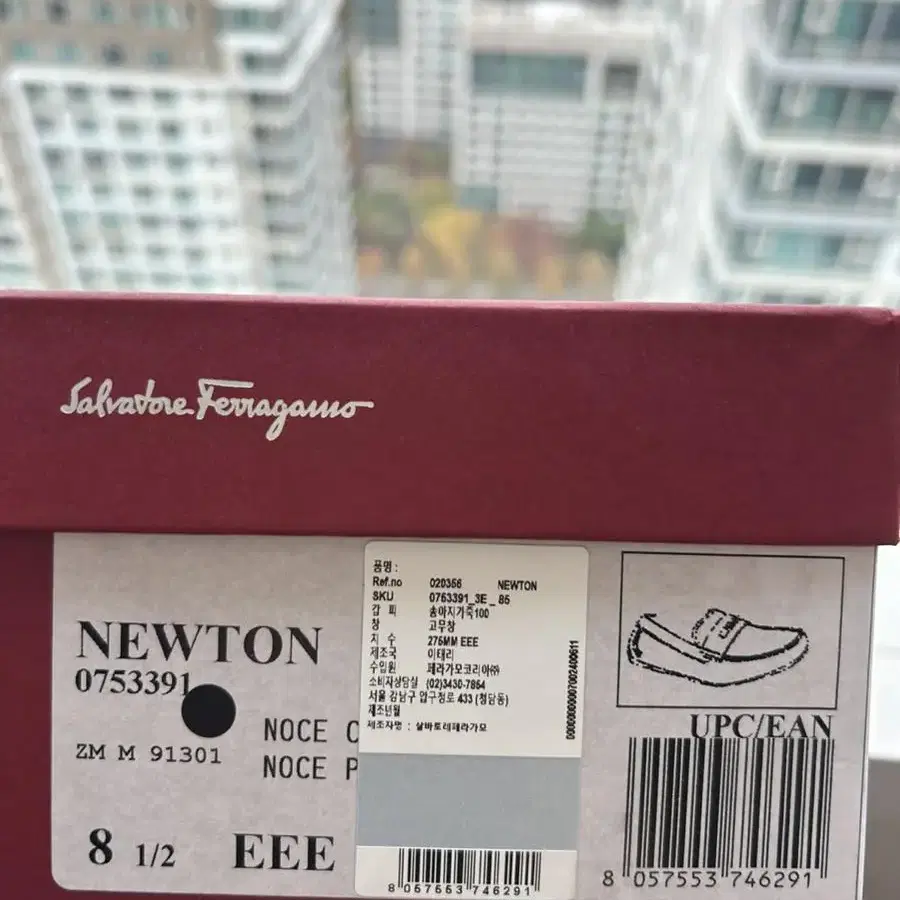 Salvatore Ferragamo
NEWTON
0753391
ZM M 91301
NOCE C
NOCE P
8 1/2 EEE
품명 :
Ref.no 020356 NEWTON
SKU 0753391_3E_85
갑 피 송아지가죽100
창 고무창
치 수 275MM EEE
제조국 이태리
수입원 페라가모코리아㈜
소비자상담실 (02)3430-7854
서울 강남구 압구정로 433 (청담동)
제조년월
제조자명 : 살바토레페라가모
0000000000007002400611
8 057553 746291
UPC/EAN
8 057553 746291